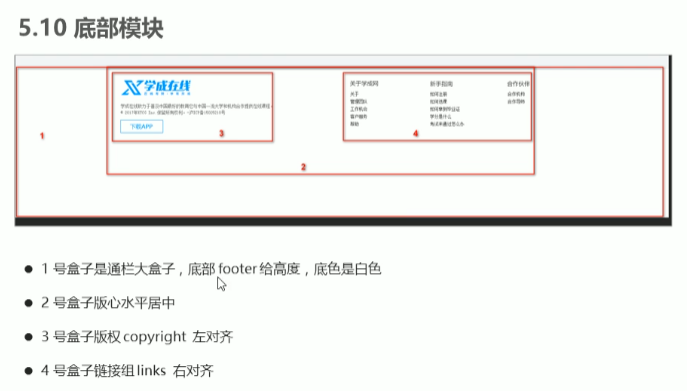 5.10 底部模块
学成在线
关于学成网
新手指南
合作伙伴
关于
管理团队
工作机会
客户服务
帮助
如何注册
如何选课
如何拿到毕业证
学分是什么
考试未通过怎么办
合作机构
合作导师
下载APP
1
2
3
4
● 1 号盒子是通栏大盒子，底部 footer 给高度，底色是白色
● 2 号盒子版心水平居中
● 3 号盒子版权 copyright 左对齐
● 4 号盒子链接组 links 右对齐